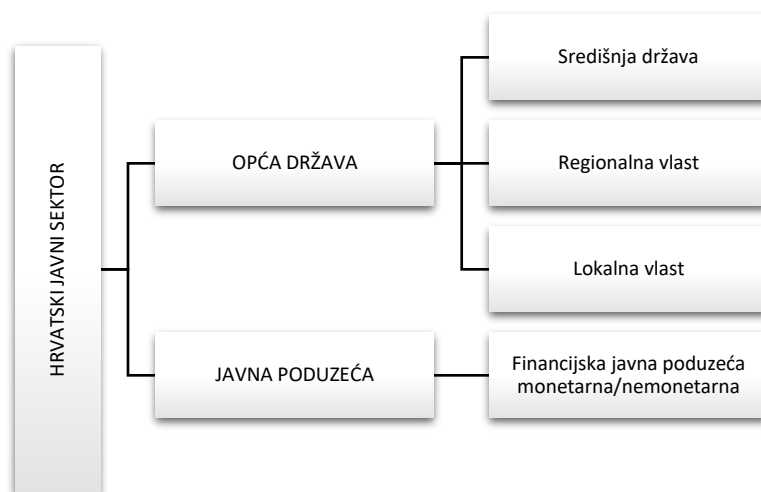 HRVATSKI JAVNI SEKTOR
OPĆA DRŽAVA
Središnja država
Regionalna vlast
Lokalna vlast
JAVNA PODUZEĆA
Financijska javna poduzeća
monetarna/nemonetarna